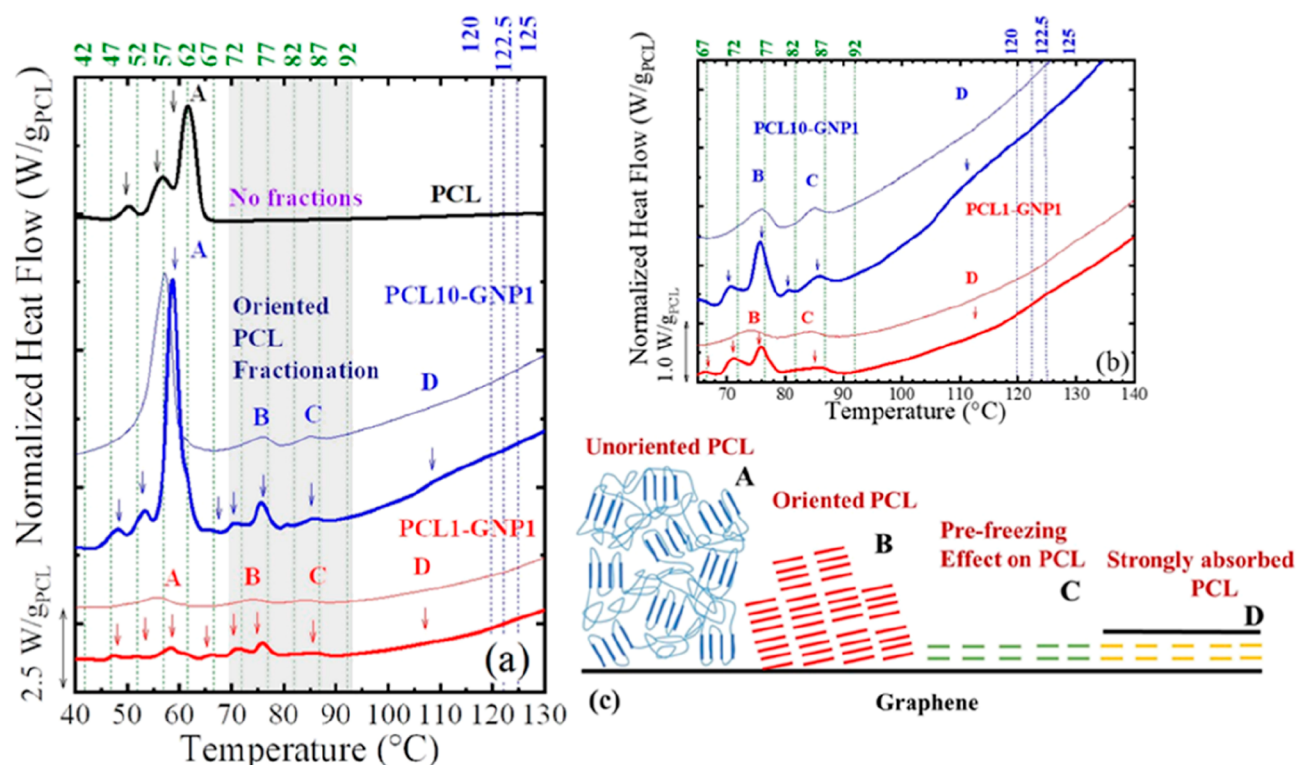 42 47 52 57 62 67 72 77 82 87 92 120 122.5 125
Normalized Heat Flow (W/g_PCL)
2.5 W/g_PCL
A
No fractions
PCL
A
PCL10-GNP1
Oriented
PCL
Fractionation
D
B C
PCL1-GNP1
A B C D
(a)
40 50 60 70 80 90 100 110 120 130
Temperature (°C)
67 72 77 82 87 92 120 122.5 125
Normalized Heat Flow (W/g_PCL)
1.0 W/g_PCL
D
PCL10-GNP1
B C
PCL1-GNP1
D
B C
(b)
70 80 90 100 110 120 130 140
Temperature (°C)
Unoriented PCL
A
Oriented PCL
B
Pre-freezing
Effect on PCL
C
Strongly absorbed
PCL
D
(c)
Graphene